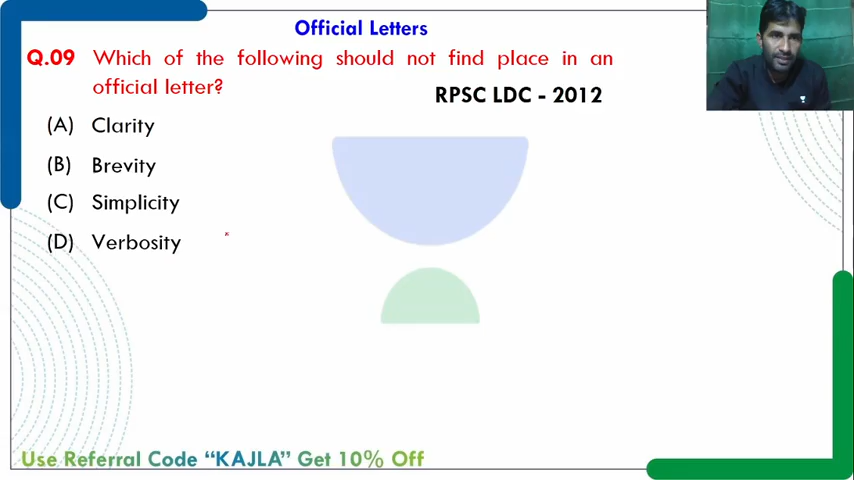 Official Letters
Q.09 Which of the following should not find place in an
official letter?
RPSC LDC - 2012
(A) Clarity
(B) Brevity
(C) Simplicity
(D) Verbosity
Use Referral Code “KAJLA” Get 10% Off